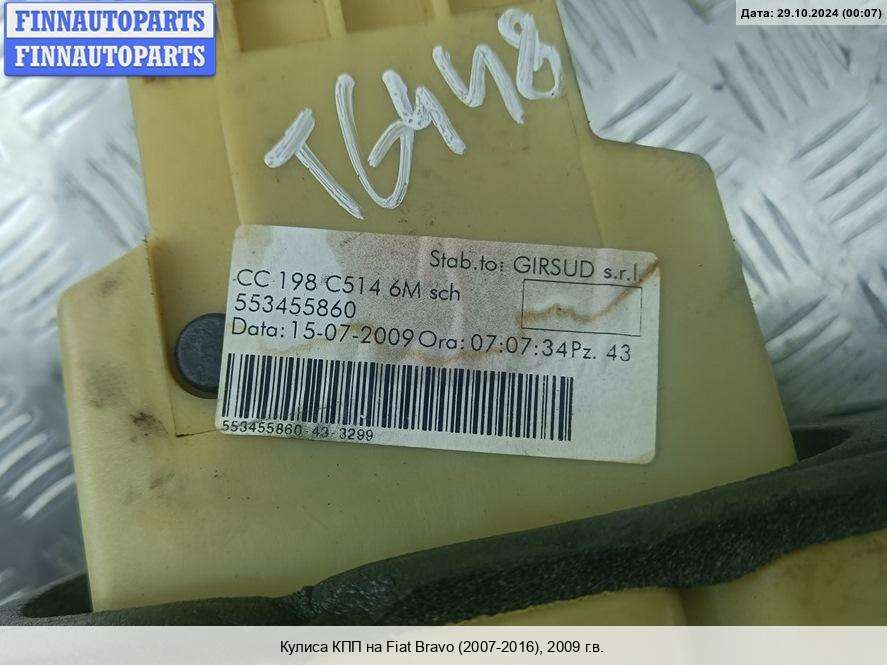 FINNAUTOPARTS
FINNAUTOPARTS
Дата: 29.10.2024 (00:07)
TG448
Stab.to: GIRSUD s.r.l.
CC 198 C514 6M sch
553455860
Data: 15-07-2009 Ora: 07:07:34 Pz. 43
553455860-43-3299
Кулиса КПП на Fiat Bravo (2007-2016), 2009 г.в.